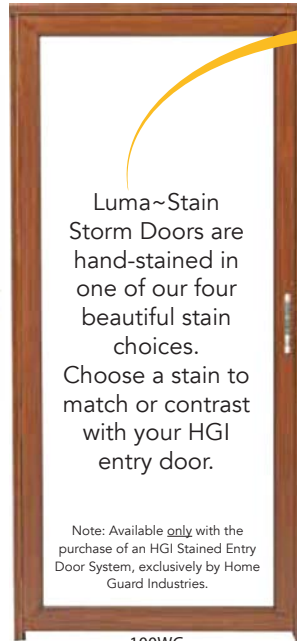 Luma~Stain
Storm Doors are
hand-stained in
one of our four
beautiful stain
choices.
Choose a stain to
match or contrast
with your HGI
entry door.
Note: Available only with the
purchase of an HGI Stained Entry
Door System, exclusively by Home
Guard Industries.